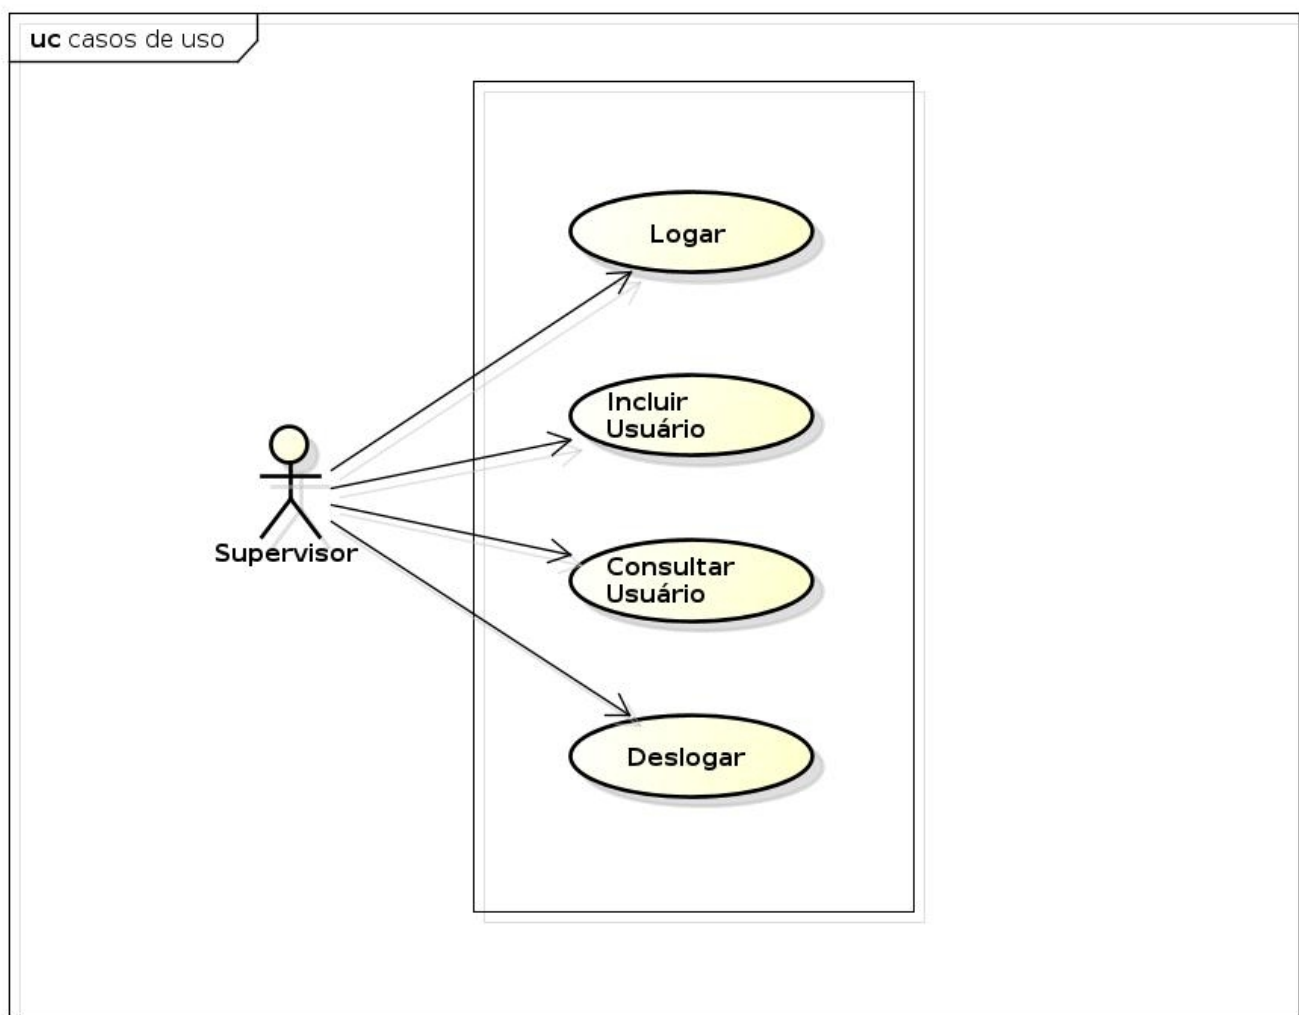 uc casos de uso
Logar
Incluir
Usuário
Supervisor
Consultar
Usuário
Deslogar